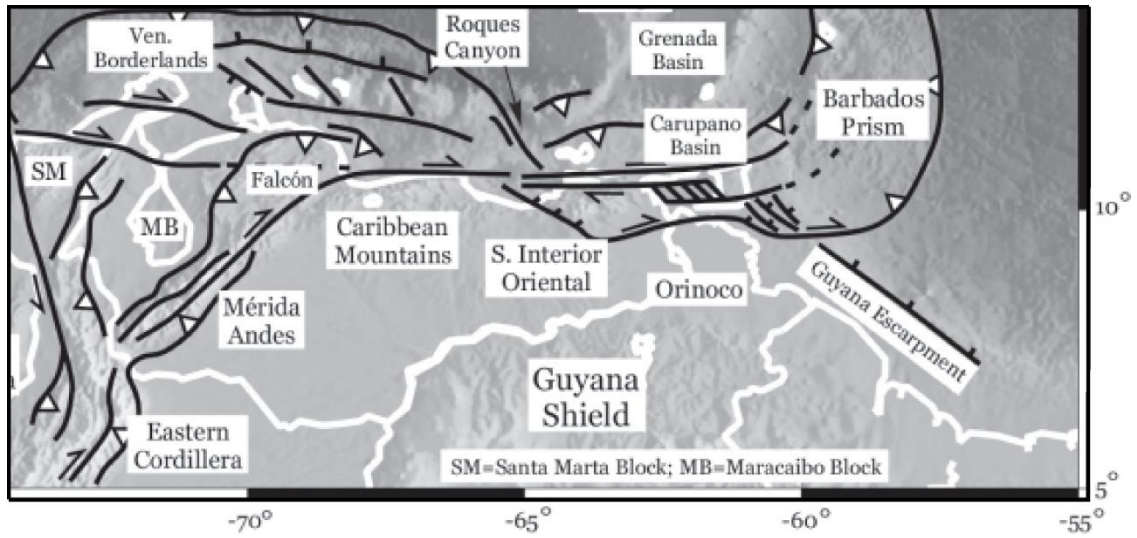 Ven.
Borderlands
Roques
Canyon
Grenada
Basin
Barbados
Prism
Carupano
Basin
SM
Falcón
MB
10°
Caribbean
Mountains
S. Interior
Oriental
Orinoco
Guyana Escarpment
Mérida
Andes
Guyana
Shield
Eastern
Cordillera
SM=Santa Marta Block; MB=Maracaibo Block
5°
-70°
-65°
-60°
-55°